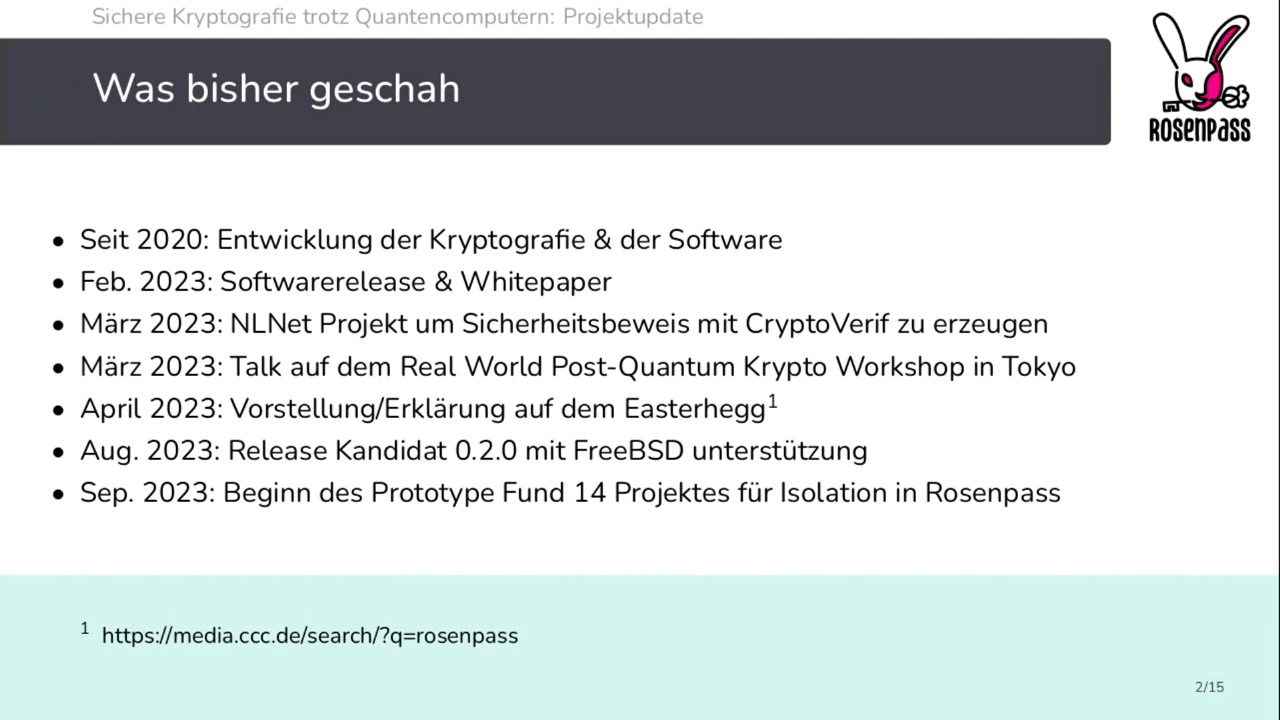 Sichere Kryptografie trotz Quantencomputern: Projektupdate
Was bisher geschah
ROSENPASS
• Seit 2020: Entwicklung der Kryptografie & der Software
• Feb. 2023: Softwarerelease & Whitepaper
• März 2023: NLNet Projekt um Sicherheitsbeweis mit CryptoVerif zu erzeugen
• März 2023: Talk auf dem Real World Post-Quantum Krypto Workshop in Tokyo
• April 2023: Vorstellung/Erklärung auf dem Easterhegg¹
• Aug. 2023: Release Kandidat 0.2.0 mit FreeBSD unterstützung
• Sep. 2023: Beginn des Prototype Fund 14 Projektes für Isolation in Rosenpass
¹ https://media.ccc.de/search/?q=rosenpass
2/15